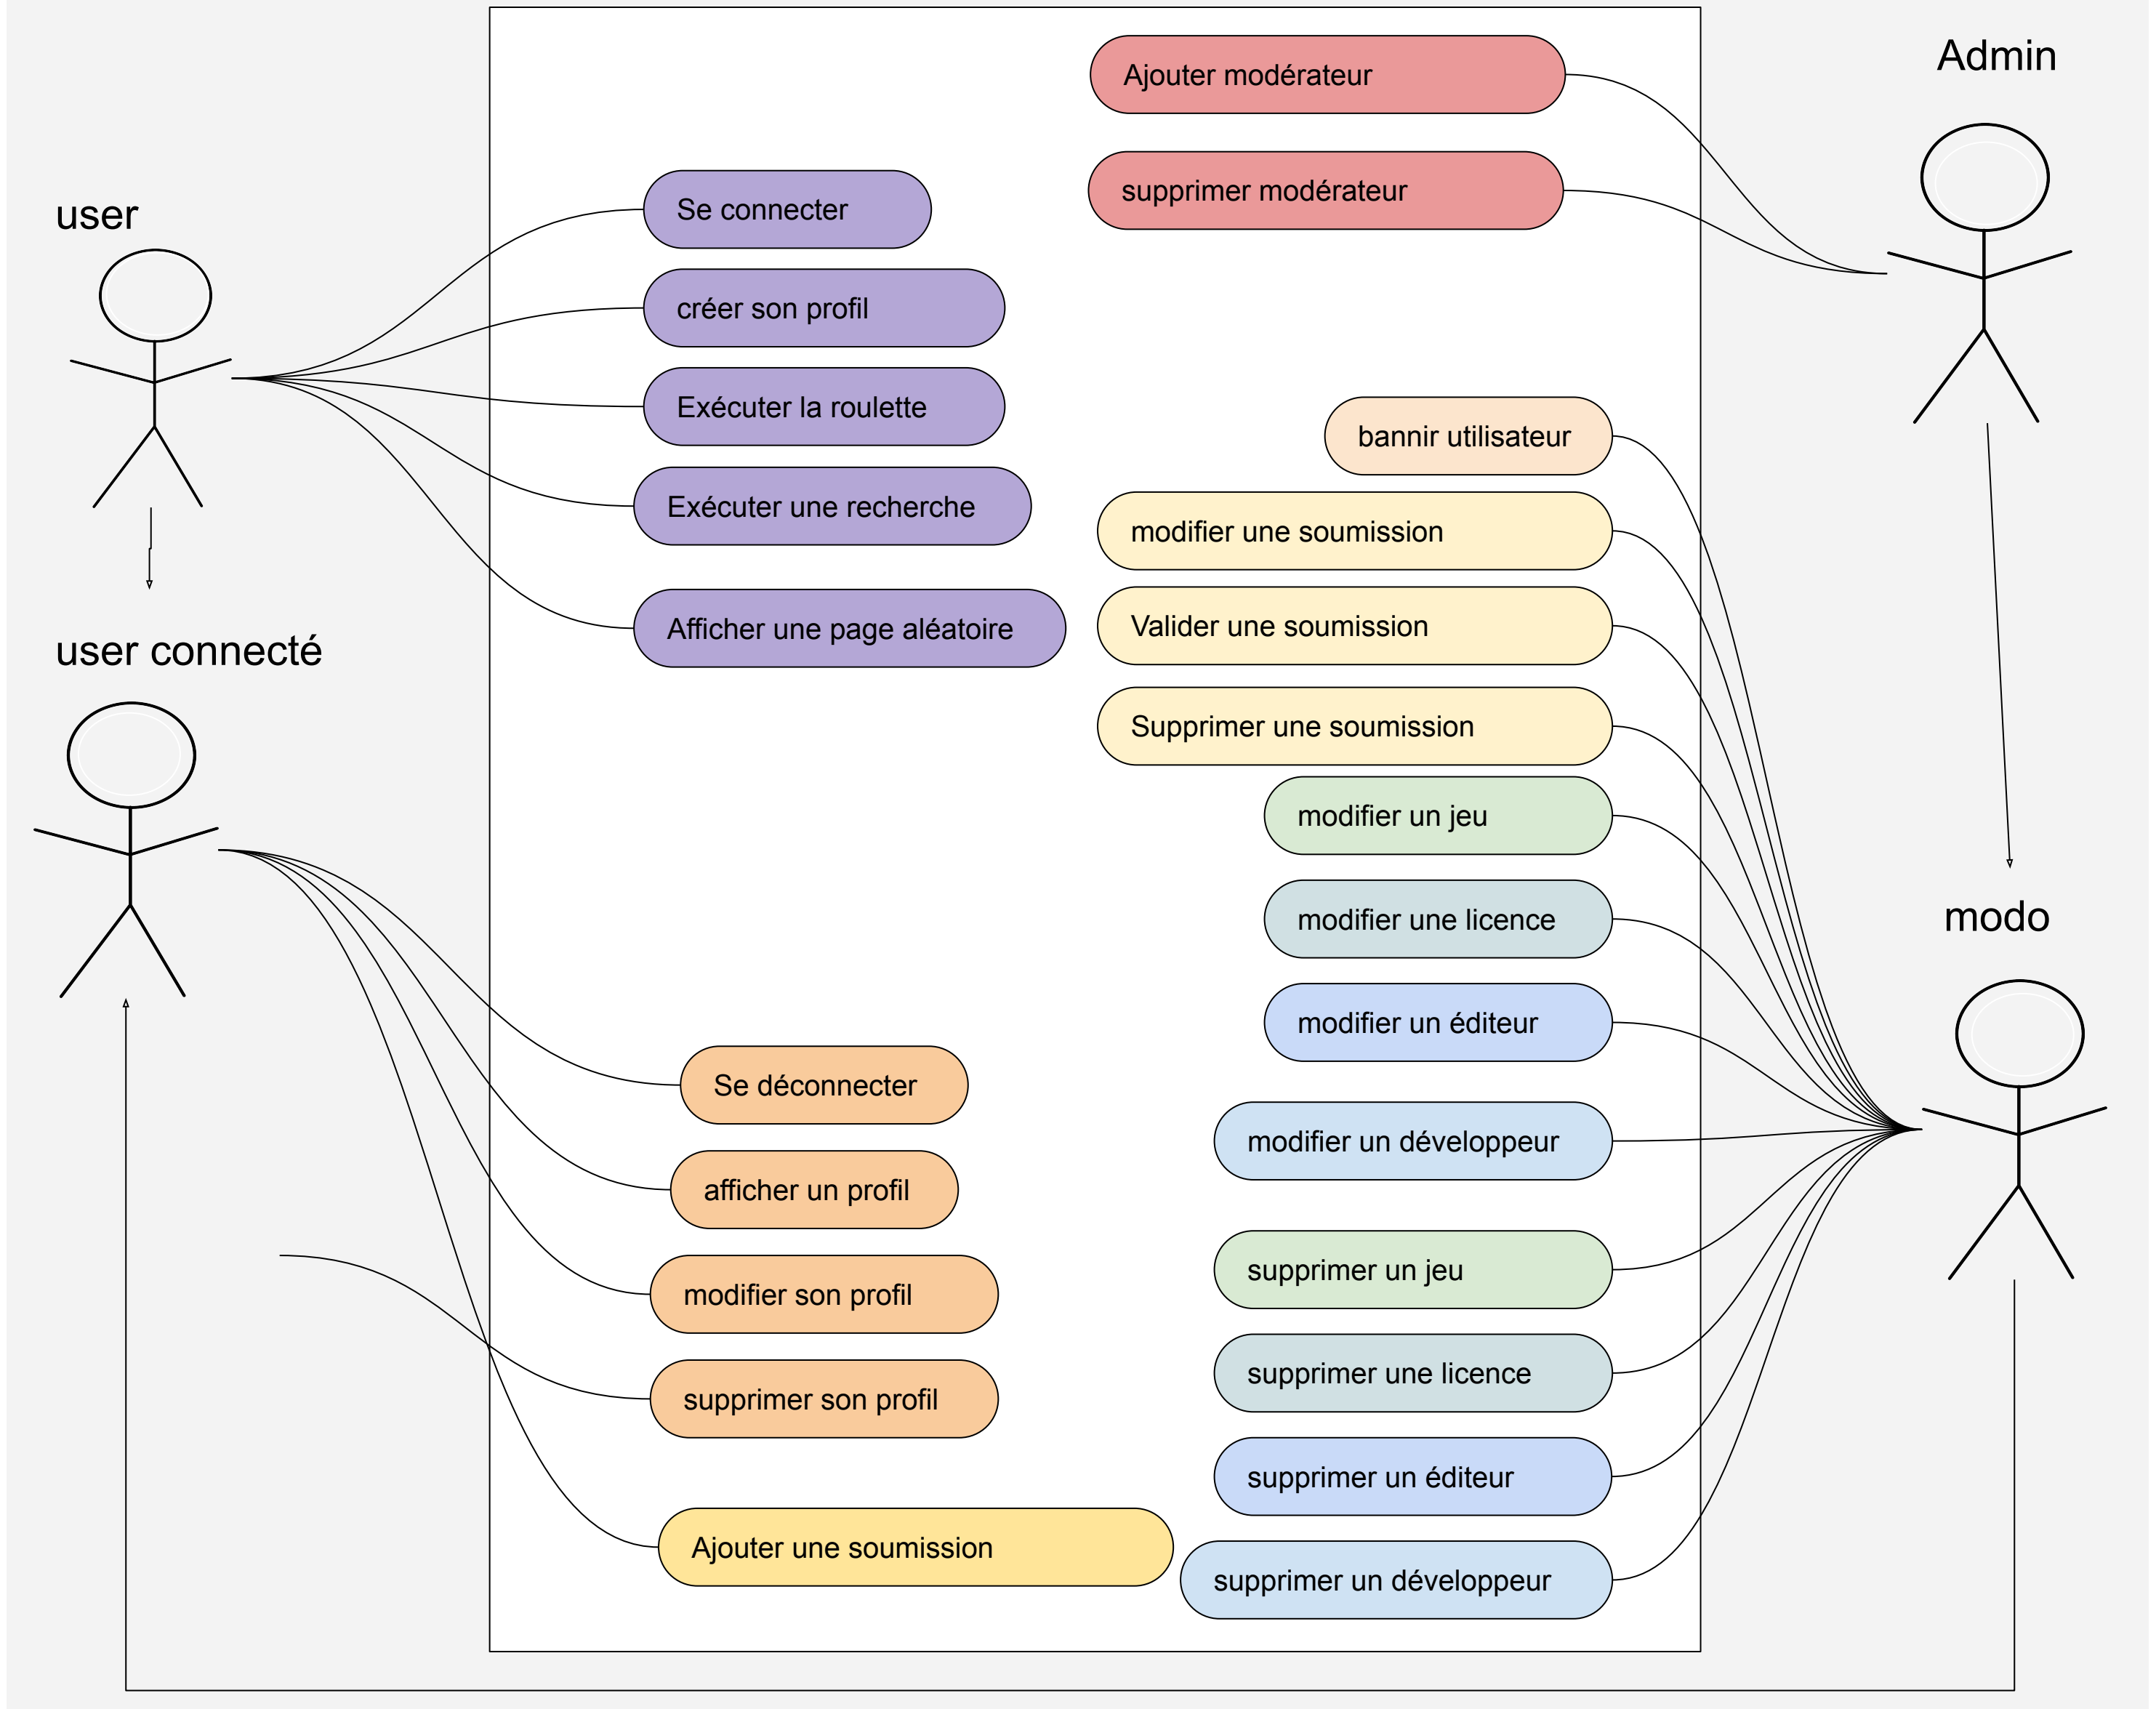 Admin
Ajouter modérateur
supprimer modérateur
user
Se connecter
créer son profil
Exécuter la roulette
Exécuter une recherche
Afficher une page aléatoire
bannir utilisateur
modifier une soumission
Valider une soumission
Supprimer une soumission
user connecté
modifier un jeu
modifier une licence
modifier un éditeur
modifier un développeur
modo
Se déconnecter
afficher un profil
modifier son profil
supprimer son profil
Ajouter une soumission
supprimer un jeu
supprimer une licence
supprimer un éditeur
supprimer un développeur